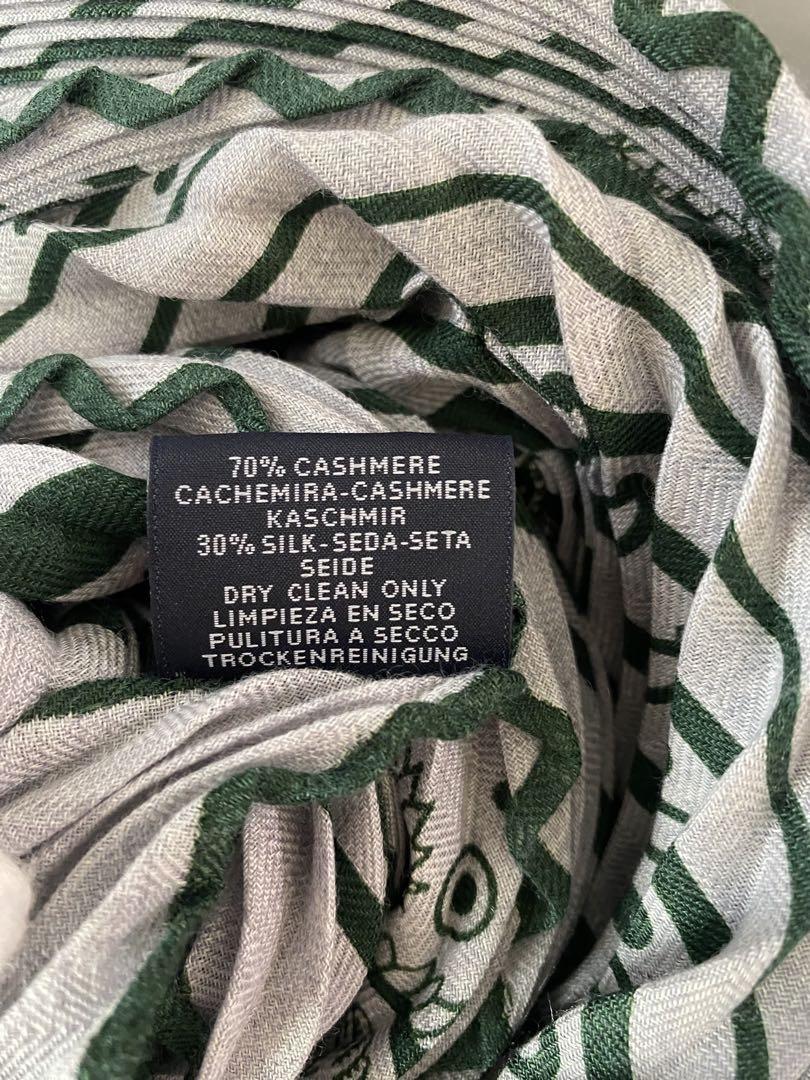 70% CASHMERE
CACHEMIRA-CASHMERE
KASCHMIR
30% SILK-SEDA-SETA
SEIDE
DRY CLEAN ONLY
LIMPIEZA EN SECO
PULITURA A SECCO
TROCKENREINIGUNG